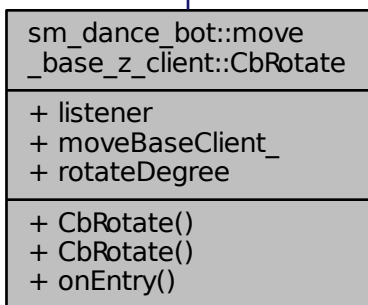 sm_dance_bot::move
_base_z_client::CbRotate
+ listener
+ moveBaseClient_
+ rotateDegree
+ CbRotate()
+ CbRotate()
+ onEntry()